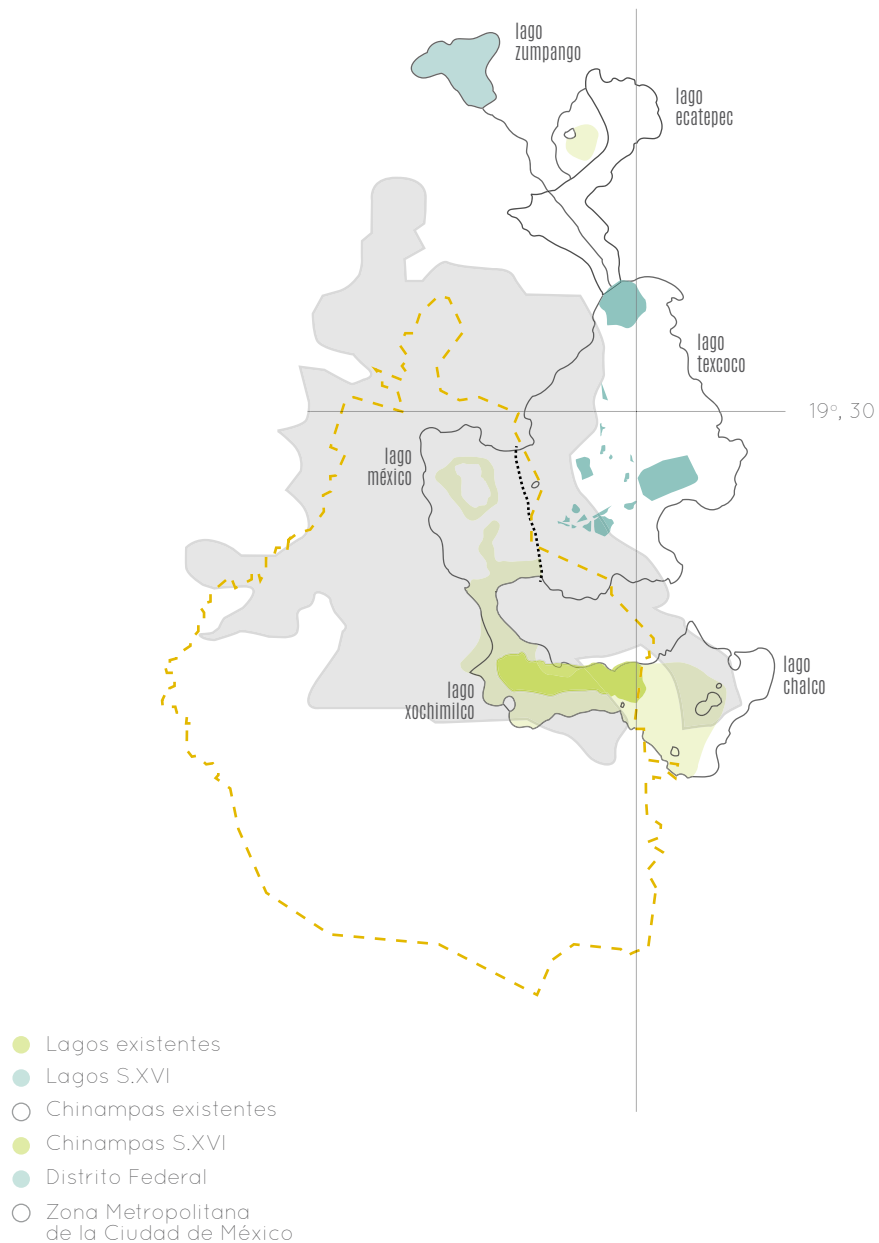 lago
zumpango
lago
ecatepec
lago
texcoco
19º, 30
lago
méxico
lago
chalco
lago
xochimilco
Lagos existentes
Lagos S.XVI
Chinampas existentes
Chinampas S.XVI
Distrito Federal
Zona Metropolitana
de la Ciudad de México